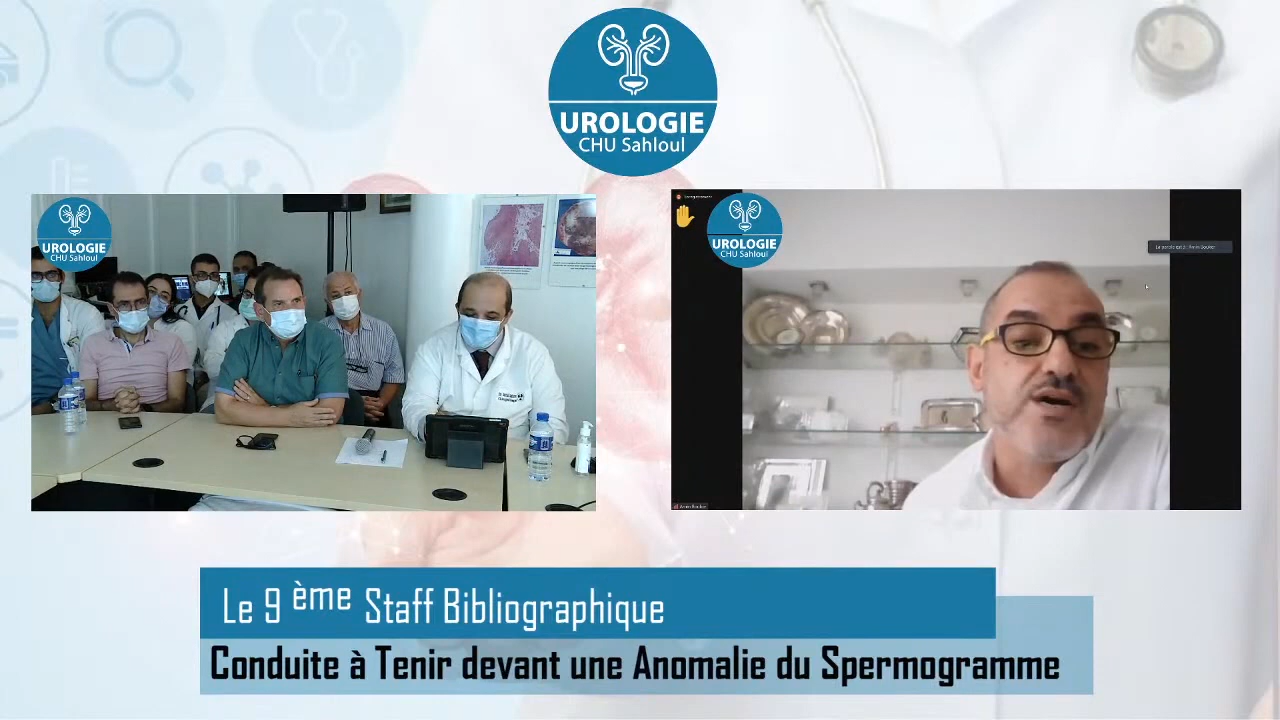 UROLOGIE
CHU Sahloul
UROLOGIE
CHU Sahloul
UROLOGIE
CHU Sahloul
Le 9 ème Staff Bibliographique
Conduite à Tenir devant une Anomalie du Spermogramme